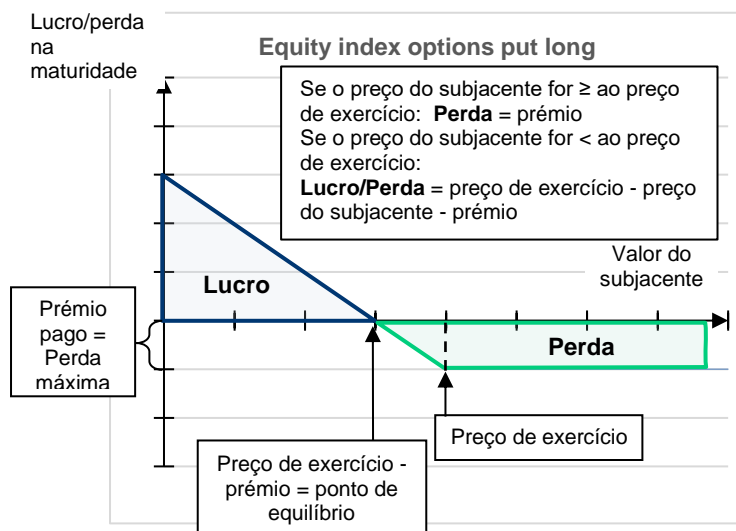 Lucro/perda
na
maturidade
Equity index options put long
Se o preço do subjacente for ≥ ao preço
de exercício: Perda = prémio
Se o preço do subjacente for < ao preço
de exercício:
Lucro/Perda = preço de exercício - preço
do subjacente - prémio
Valor do
subjacente
Lucro
Prémio
pago =
Perda
máxima
Perda
Preço de exercício
Preço de exercício -
prémio = ponto de
equilíbrio